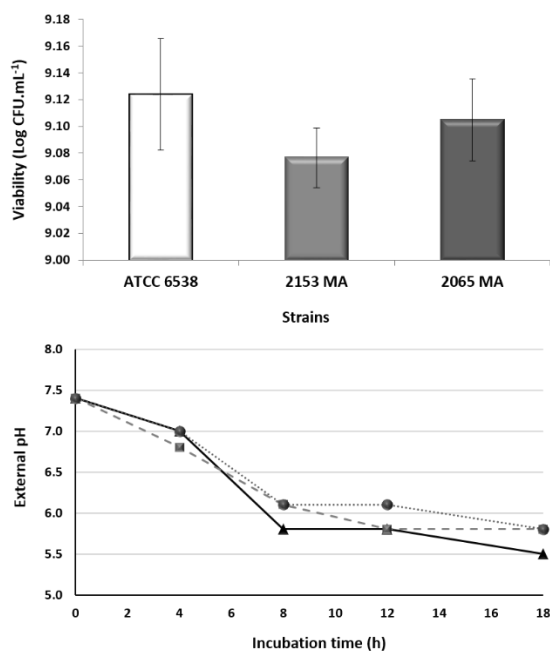 9.18
9.16
9.14
9.12
9.10
9.08
9.06
9.04
9.02
9.00
Viability (Log CFU.mL-1)
ATCC 6538 2153 MA 2065 MA
Strains
8.0
7.5
7.0
6.5
6.0
5.5
5.0
External pH
0 2 4 6 8 10 12 14 16 18
Incubation time (h)